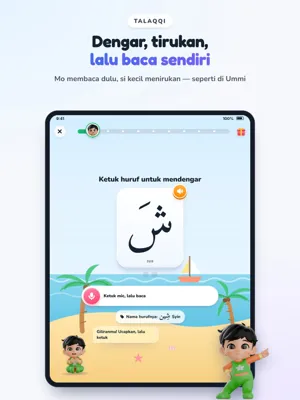 TALAQQI
Dengar, tirukan,
lalu baca sendiri
Mo membaca dulu, si kecil menirukan — seperti di Ummi
9:41
100%
Ketuk huruf untuk mendengar
شَ
sya
Ketuk mic, lalu baca
Nama hurufnya: شِين Syin
Giliranmu! Ucapkan, lalu
ketuk